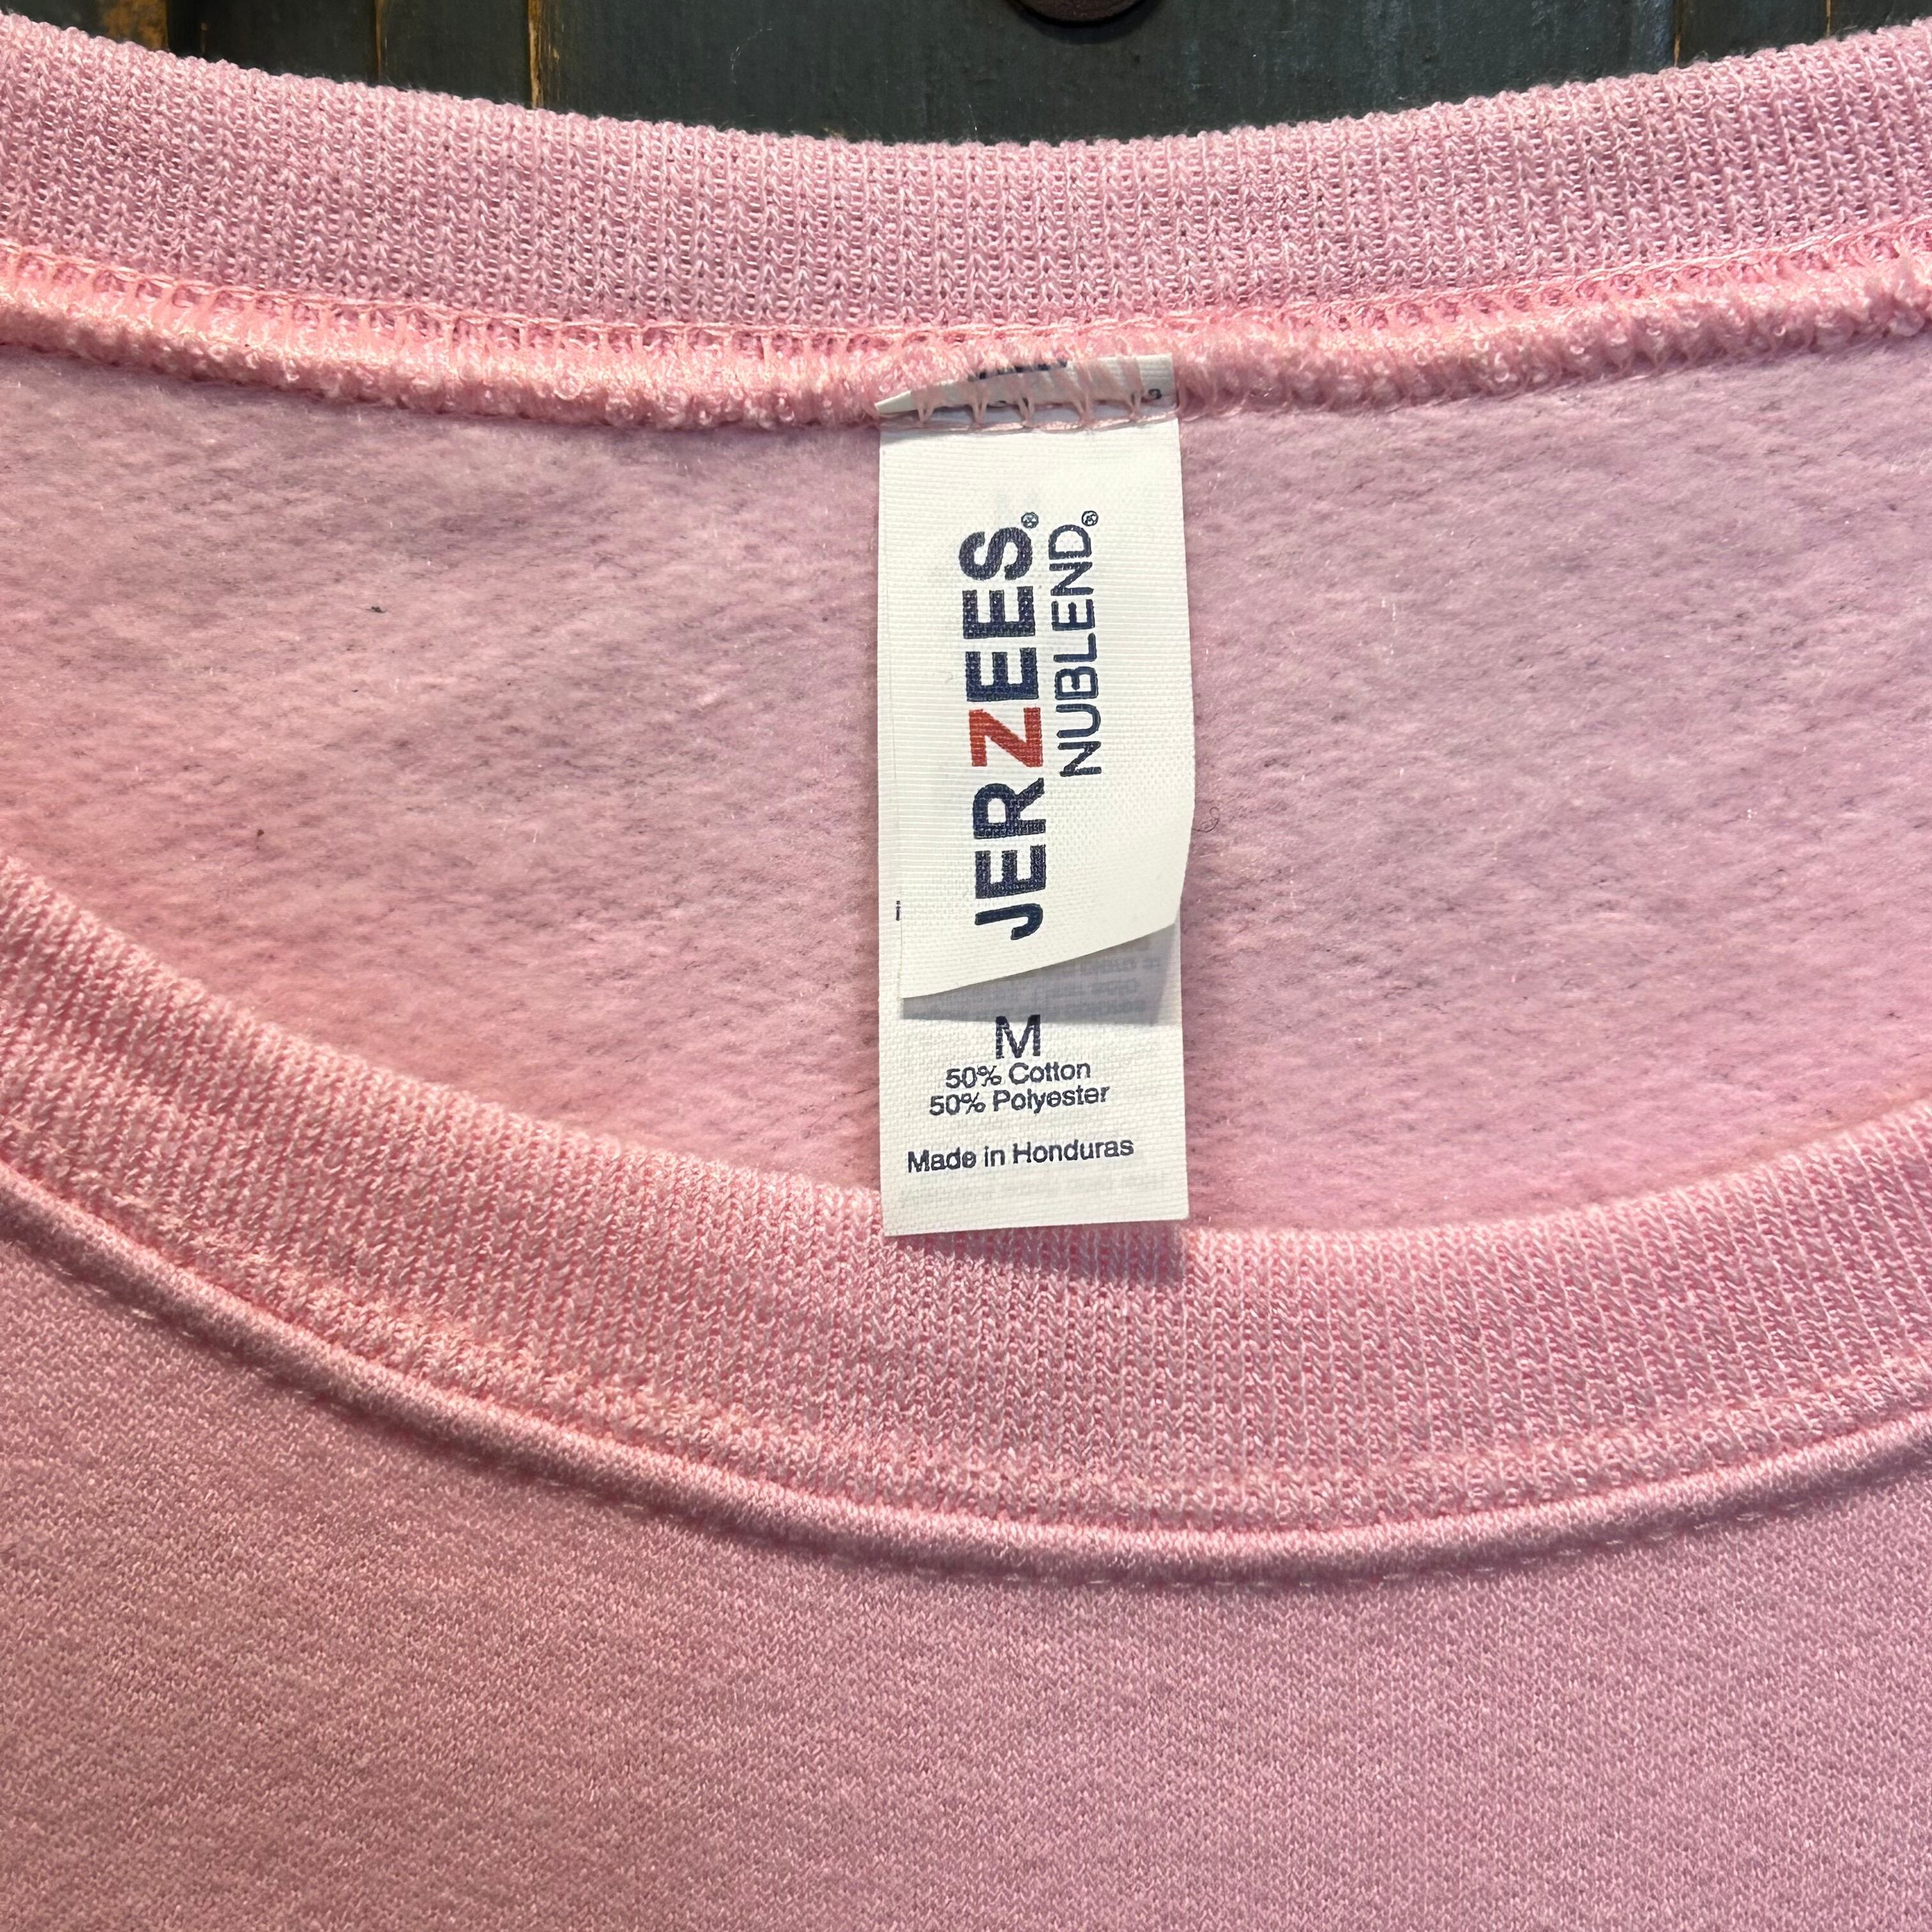 JERZEES®
NUBLEND®
M
50% Cotton
50% Polyester
Made in Honduras